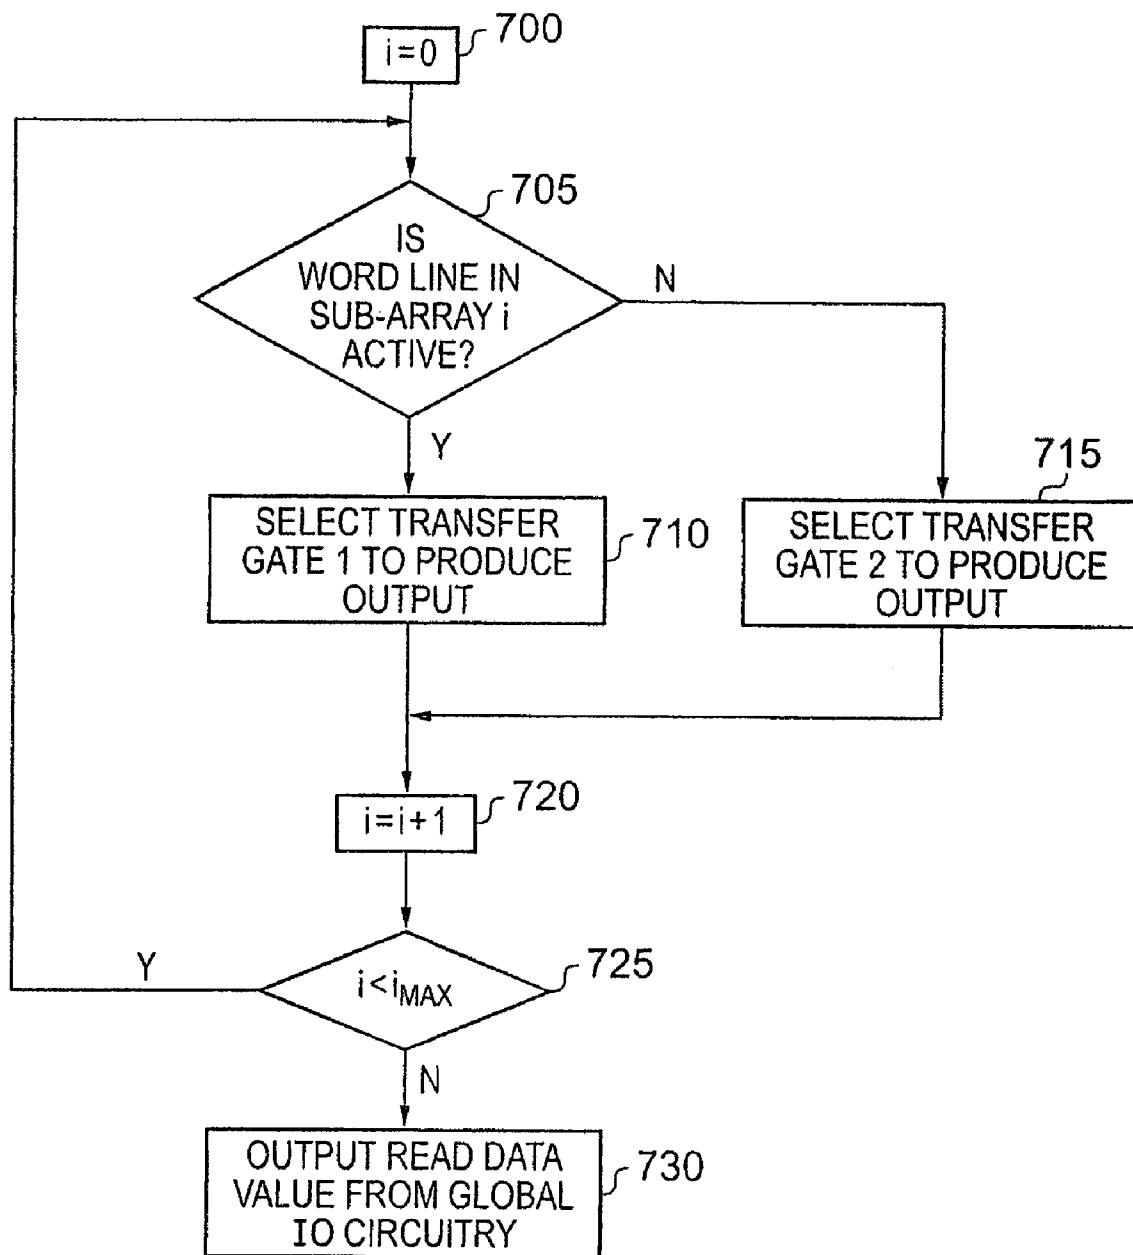 700
i=0
705
IS
WORD LINE IN
SUB-ARRAY i
ACTIVE?
N
Y
715
SELECT TRANSFER
GATE 1 TO PRODUCE
OUTPUT
710
SELECT TRANSFER
GATE 2 TO PRODUCE
OUTPUT
720
i=i+1
Y
725
i<iMAX
N
OUTPUT READ DATA
VALUE FROM GLOBAL
IO CIRCUITRY
730